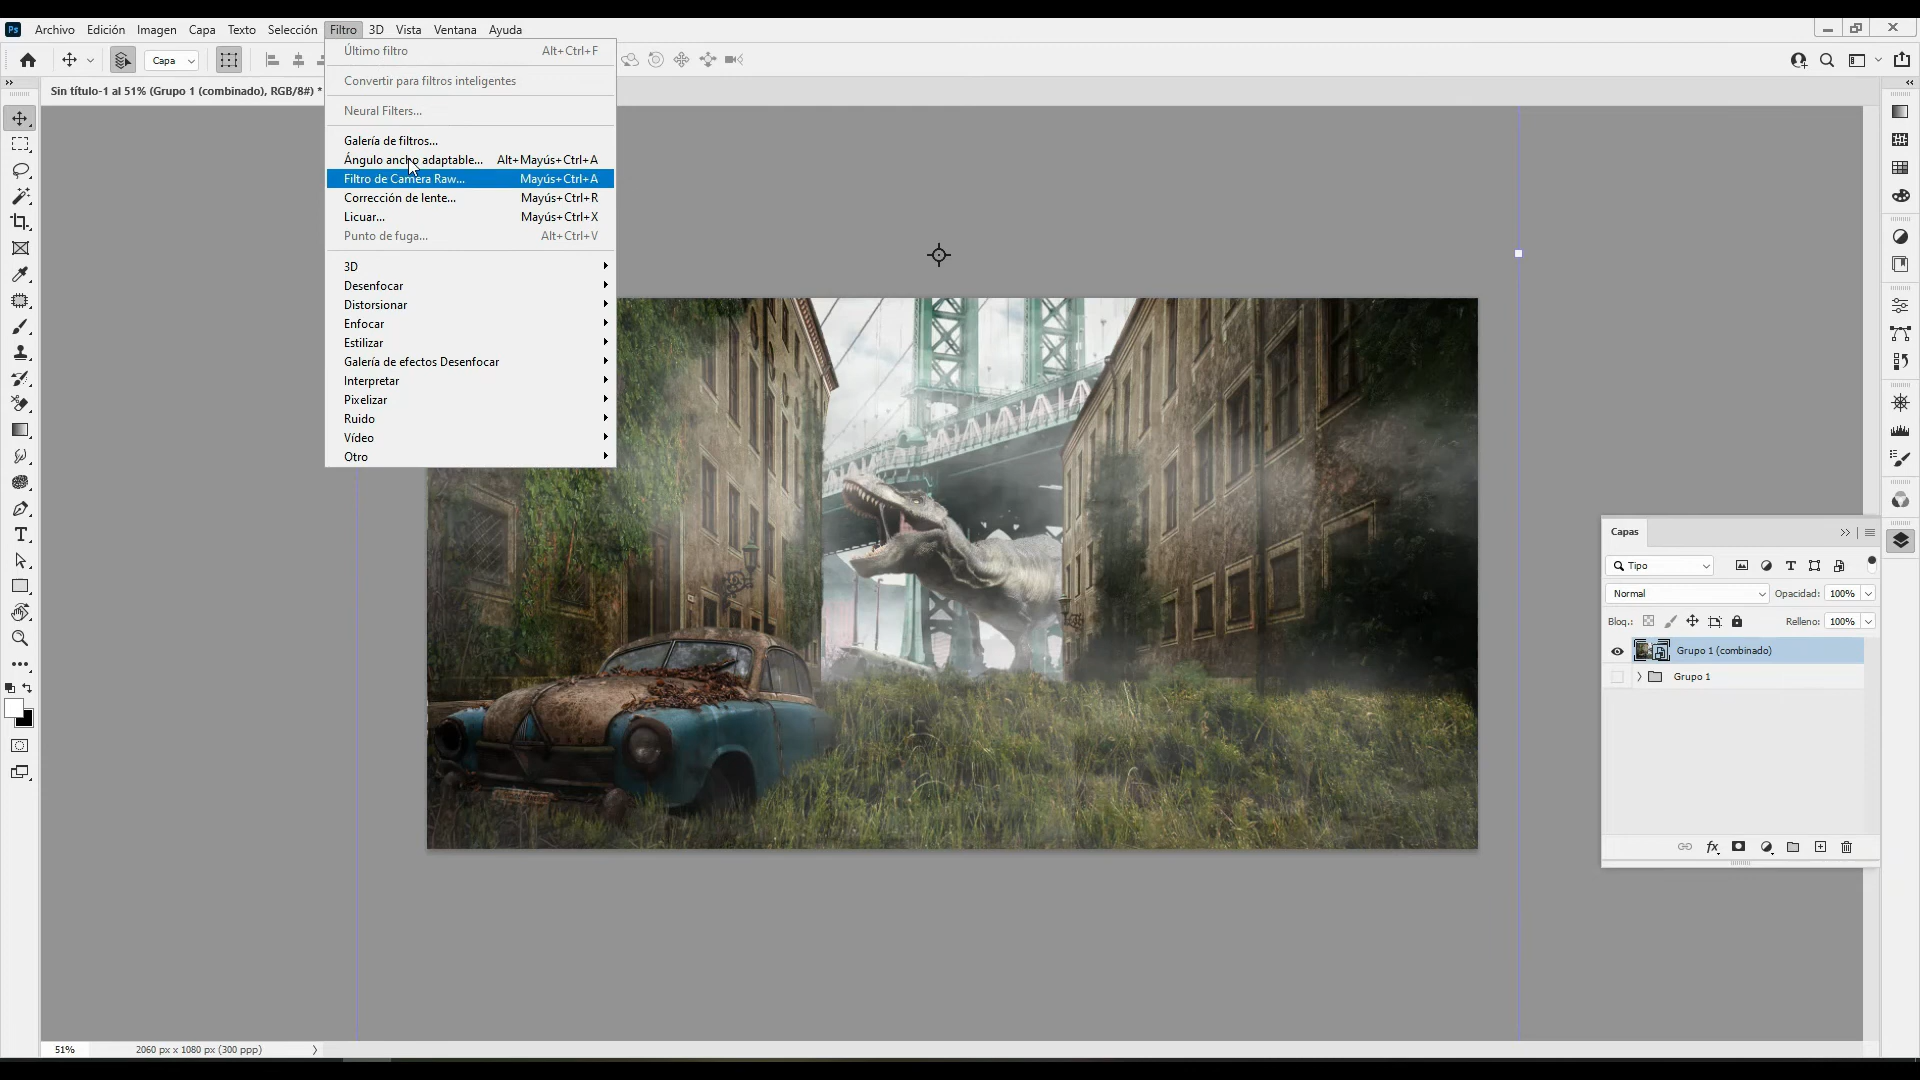 Ps Archivo Edición Imagen Capa Texto Selección Filtro 3D Vista Ventana Ayuda
Capa
Sin título-1 al 51% (Grupo 1 (combinado), RGB/8#) *
Último filtro Alt+Ctrl+F
Convertir para filtros inteligentes
Neural Filters...
Galería de filtros...
Ángulo ancho adaptable... Alt+Mayús+Ctrl+A
Filtro de Camera Raw... Mayús+Ctrl+A
Corrección de lente... Mayús+Ctrl+R
Licuar... Mayús+Ctrl+X
Punto de fuga... Alt+Ctrl+V
3D
Desenfocar
Distorsionar
Enfocar
Estilizar
Galería de efectos Desenfocar
Interpretar
Pixelizar
Ruido
Vídeo
Otro
Capas
Tipo
Normal Opacidad: 100%
Bloq.: Relleno: 100%
Grupo 1 (combinado)
Grupo 1
51% 2060 px x 1080 px (300 ppp)